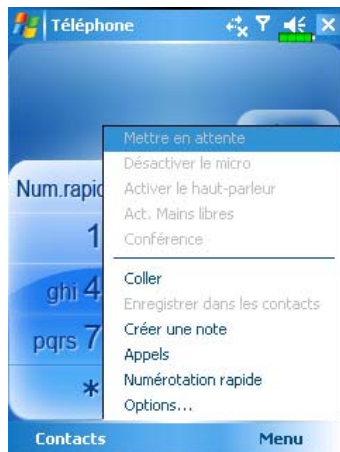 Téléphone
Mettre en attente
Désactiver le micro
Activer le haut-parleur
Act. Mains libres
Conférence
Coller
Enregistrer dans les contacts
Créer une note
Appels
Numérotation rapide
Options...
Num.rapid
1
ghi 4
pqrs 7
*
Contacts
Menu